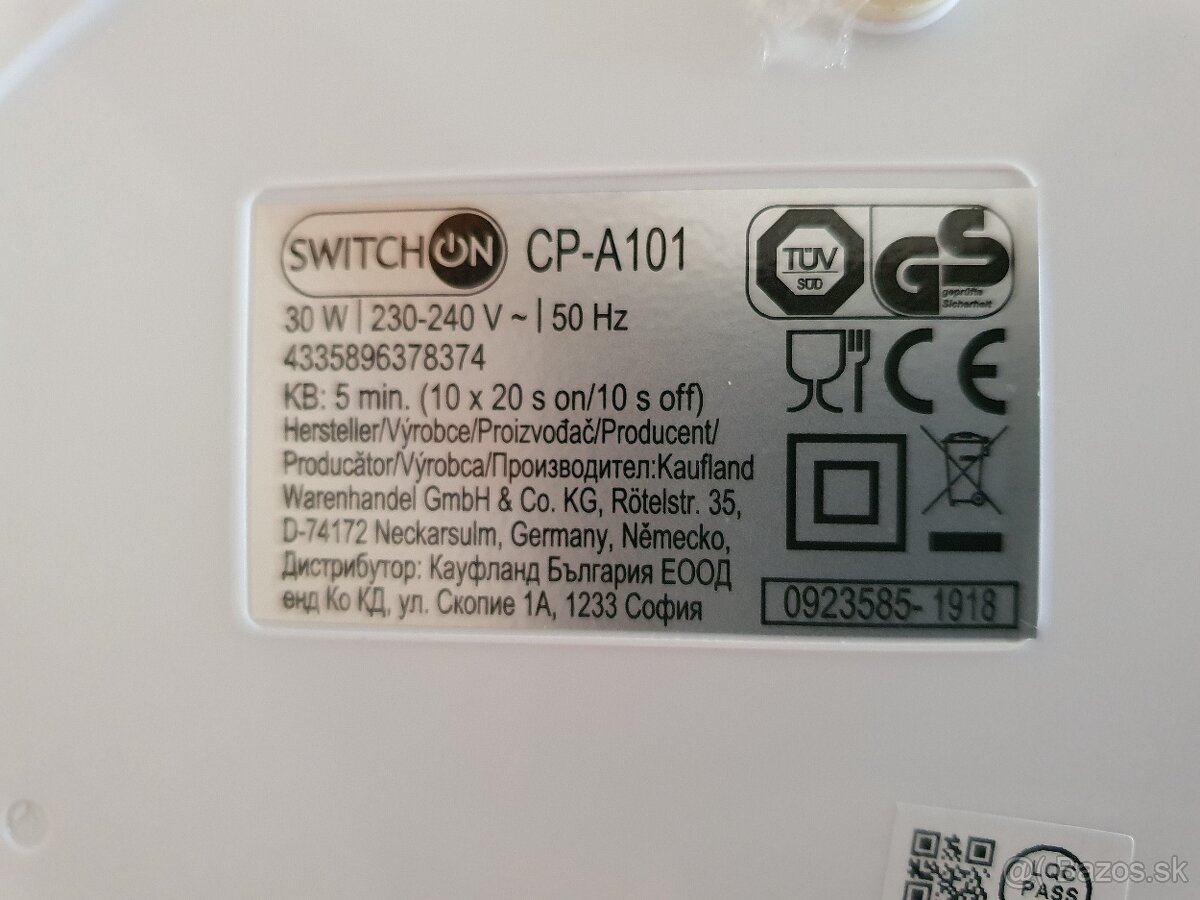 SWITCH ON CP-A101
30 W | 230-240 V ~ | 50 Hz
4335896378374
KB: 5 min. (10 x 20 s on/10 s off)
Hersteller/Výrobce/Proizvođač/Producent/
Producător/Výrobca/Производител:Kaufland
Warenhandel GmbH & Co. KG, Rötelstr. 35,
D-74172 Neckarsulm, Germany, Německo,
Дистрибутор: Кауфланд България ЕООД
енд Ко КД, ул. Скопие 1А, 1233 София
TÜV
SÜD
GS
geprüfte
Sicherheit
CE
0923585- 1918
PASS
Bazos.sk